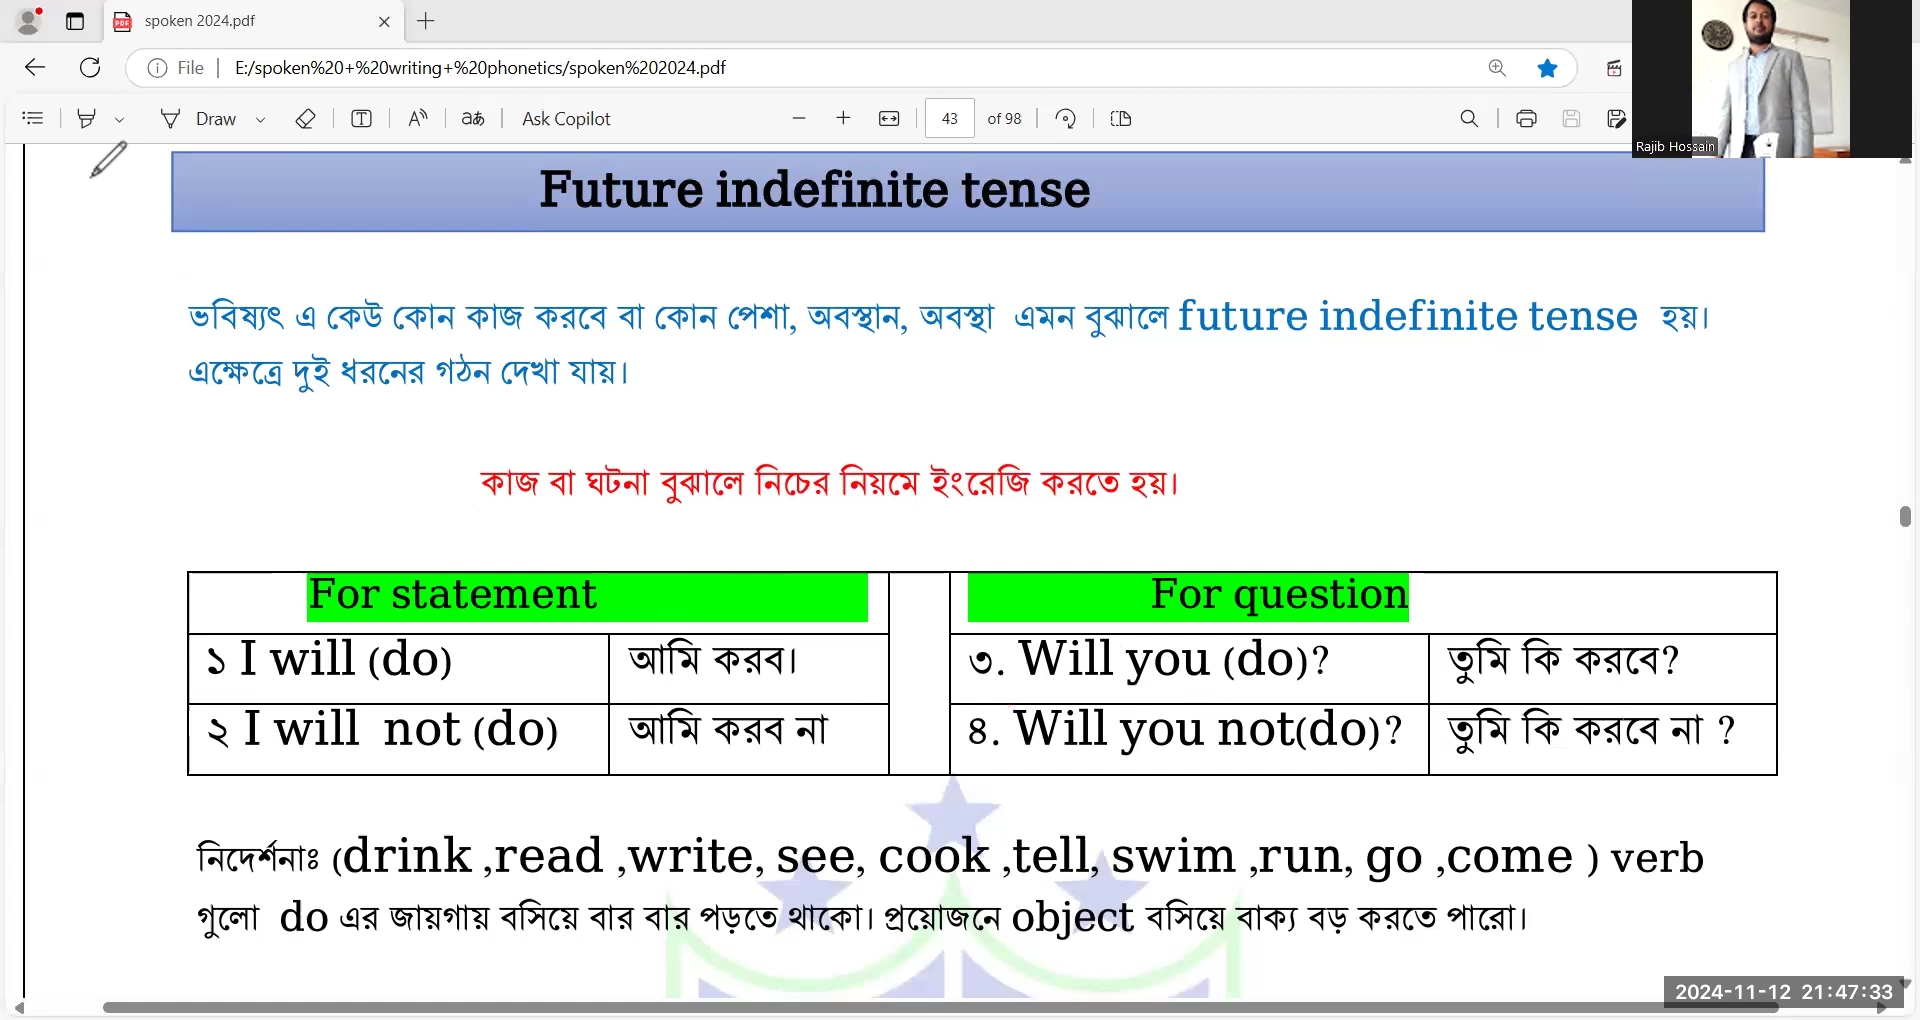 spoken 2024.pdf
File | E:/spoken%20+%20writing+%20phonetics/spoken%202024.pdf
Draw Ask Copilot 43 of 98
Rajib Hossain
Future indefinite tense
ভবিষ্যৎ এ কেউ কোন কাজ করবে বা কোন পেশা, অবস্থান, অবস্থা এমন বুঝালে future indefinite tense হয়।
এক্ষেত্রে দুই ধরনের গঠন দেখা যায়।
কাজ বা ঘটনা বুঝালে নিচের নিয়মে ইংরেজি করতে হয়।
For statement For question
১ I will (do) আমি করব। ৩. Will you (do)? তুমি কি করবে?
২ I will not (do) আমি করব না ৪. Will you not(do)? তুমি কি করবে না ?
নিদের্শনাঃ (drink ,read ,write, see, cook ,tell, swim ,run, go ,come ) verb
গুলো do এর জায়গায় বসিয়ে বার বার পড়তে থাকো। প্রয়োজনে object বসিয়ে বাক্য বড় করতে পারো।
2024-11-12 21:47:33